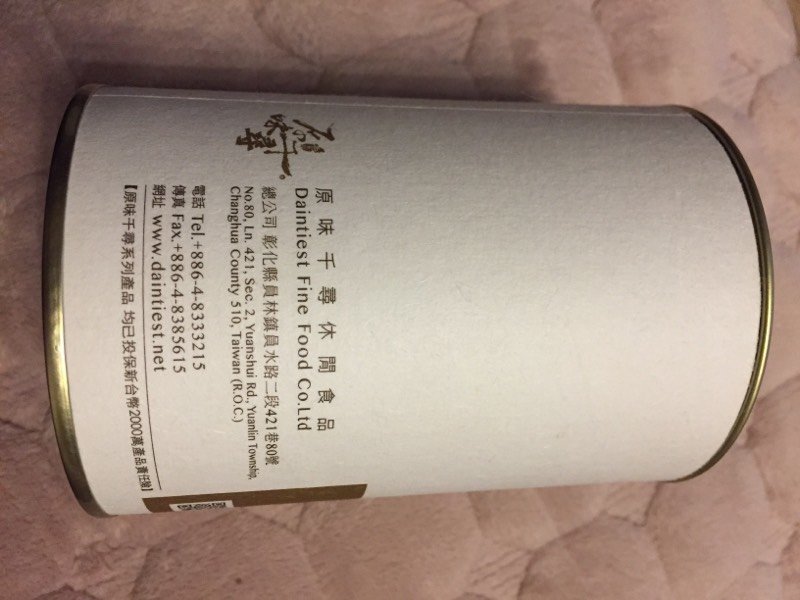 原味千尋休閒食品
Daintiest Fine Food Co.Ltd
總公司 彰化縣員林鎮員水路二段421巷80號
No.80, Ln. 421, Sec. 2, Yuanshui Rd., Yuanlin Township,
Changhua County 510, Taiwan (R.O.C.)
電話 Tel.+886-4-8333215
傳真 Fax.+886-4-8385615
網址 www.daintiest.net
【原味千尋系列產品 均已投保新台幣2000萬產品責任險】